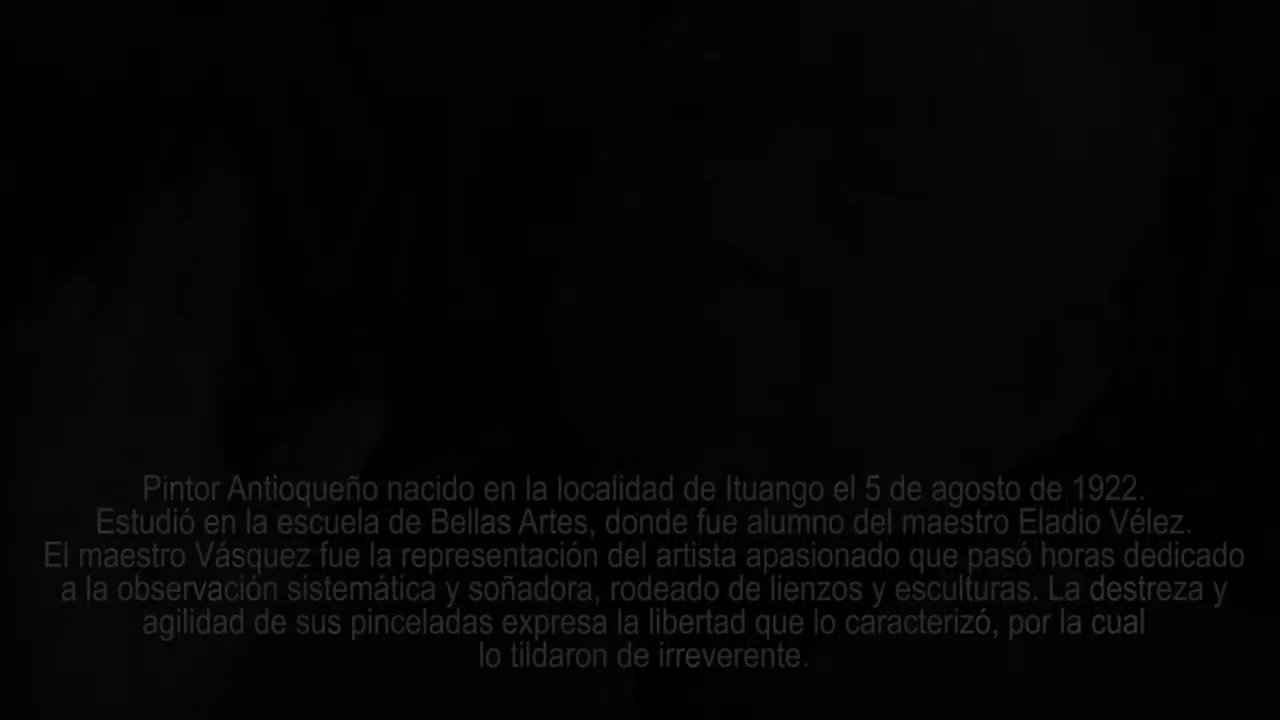 Pintor Antioqueño nacido en la localidad de Ituango el 5 de agosto de 1922.
Estudió en la escuela de Bellas Artes, donde fue alumno del maestro Eladio Vélez.
El maestro Vásquez fue la representación del artista apasionado que pasó horas dedicado
a la observación sistemática y soñadora, rodeado de lienzos y esculturas. La destreza y
agilidad de sus pinceladas expresa la libertad que lo caracterizó, por la cual
lo tildaron de irreverente.